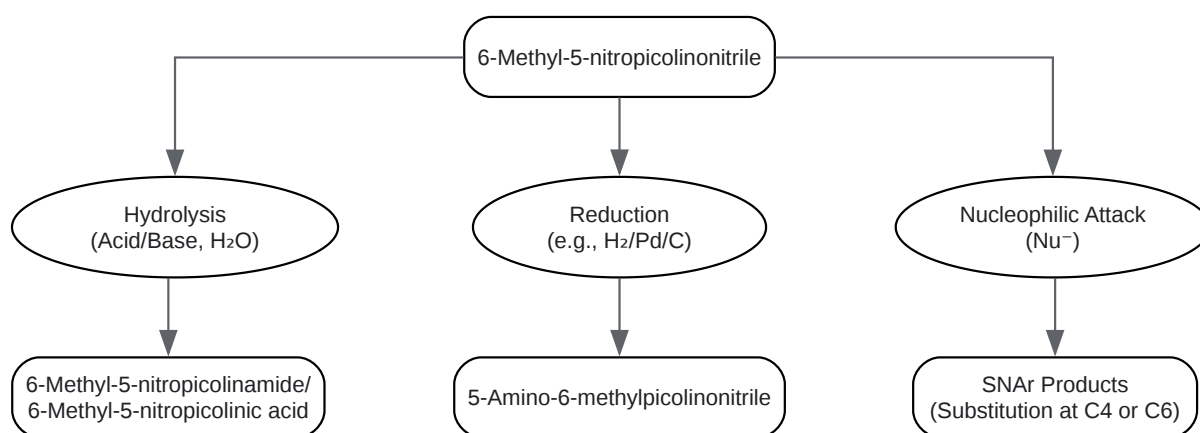 6-Methyl-5-nitropicolinonitrile
Hydrolysis
(Acid/Base, H₂O)
Reduction
(e.g., H₂/Pd/C)
Nucleophilic Attack
(Nu⁻)
6-Methyl-5-nitropicolinamide/
6-Methyl-5-nitropicolinic acid
5-Amino-6-methylpicolinonitrile
SNAr Products
(Substitution at C4 or C6)